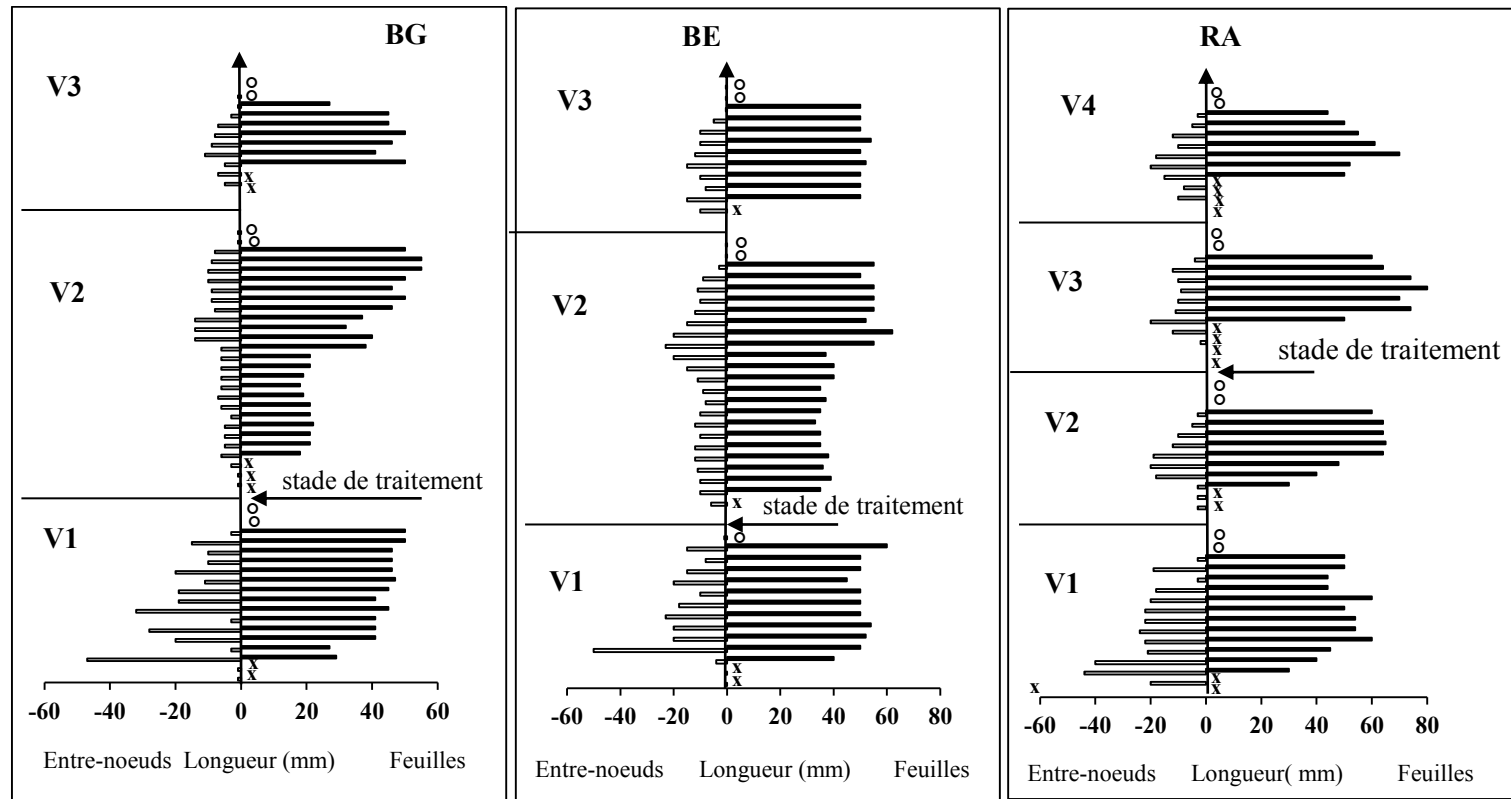 BG
V3
O
O
x
x
V2
O
O
x
x
x
stade de traitement
V1
O
O
x
x
-60 -40 -20 0 20 40 60
Entre-noeuds Longueur (mm) Feuilles
BE
V3
O
O
x
V2
O
O
x
stade de traitement
V1
O
x
x
-60 -40 -20 0 20 40 60 80
Entre-noeuds Longueur (mm) Feuilles
RA
V4
O
O
x
x
x
x
V3
O
O
x
x
x
x
stade de traitement
V2
O
O
x
x
V1
O
O
x
x
x
-60 -40 -20 0 20 40 60 80
Entre-noeuds Longueur( mm) Feuilles